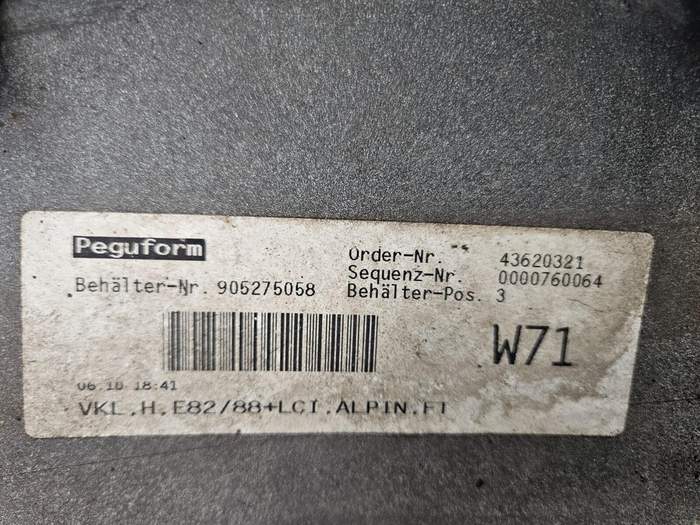 Peguform
Order-Nr. 43620321
Sequenz-Nr. 0000760064
Behälter-Nr. 905275058 Behälter-Pos. 3
W71
06.10 18:41
VKL.H.E82/88+LCI.ALPIN.FI